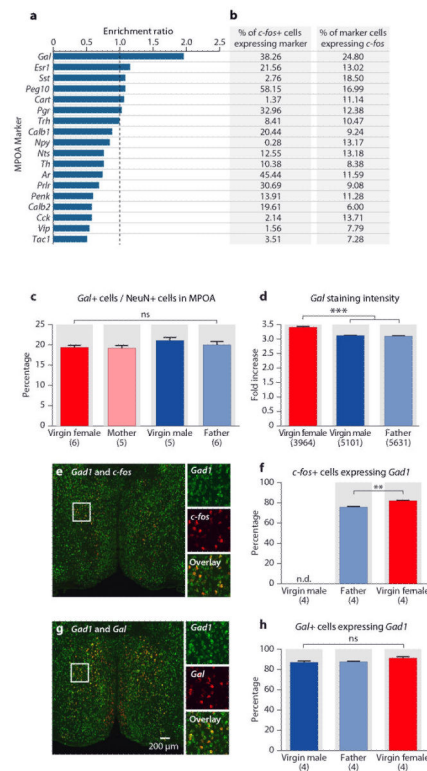 a
Enrichment ratio
0 0.5 1.0 1.5 2.0 2.5
MPOA Marker
b
% of c-fos+ cells expressing marker
% of marker cells expressing c-fos
Gal 38.26 24.80
Esr1 21.56 13.02
Sst 2.76 18.50
Peg10 58.15 16.99
Cart 1.37 11.14
Pgr 32.96 12.38
Trh 8.41 10.47
Calb1 20.44 9.24
Npy 0.28 13.17
Nts 12.55 13.18
Th 10.38 8.38
Ar 45.44 11.59
Prlr 30.69 9.08
Penk 13.91 11.28
Calb2 19.61 6.00
Cck 2.14 13.71
Vip 1.56 7.79
Tac1 3.51 7.28
c
Gal+ cells / NeuN+ cells in MPOA
ns
Percentage
25
20
15
10
5
0
Virgin female (6)
Mother (5)
Virgin male (5)
Father (6)
d
Gal staining intensity
***
Fold increase
3.5
3.0
2.5
2.0
1.5
1.0
0.5
0
Virgin female (3964)
Virgin male (5101)
Father (5631)
e
Gad1 and c-fos
Gad1
c-fos
Overlay
f
c-fos+ cells expressing Gad1
**
Percentage
100
80
60
40
20
0
n.d.
Virgin male (4)
Father (4)
Virgin female (4)
g
Gad1 and Gal
Gad1
Gal
Overlay
200 µm
h
Gal+ cells expressing Gad1
ns
Percentage
100
80
60
40
20
0
Virgin male (4)
Father (4)
Virgin female (4)